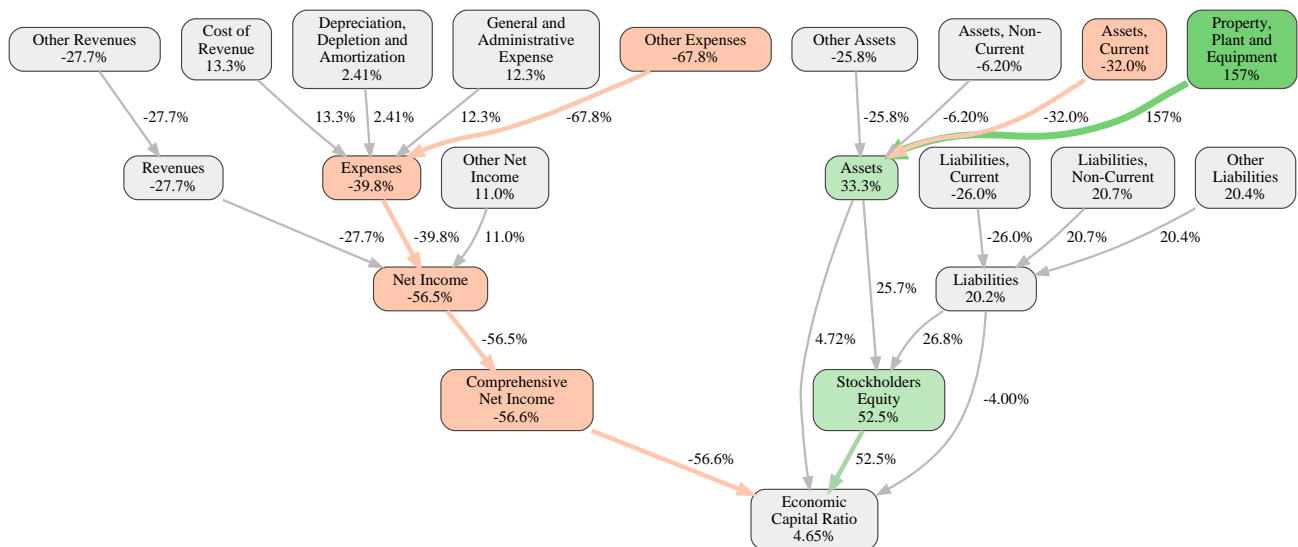 Other Revenues
-27.7%
Cost of
Revenue
13.3%
Depreciation,
Depletion and
Amortization
2.41%
General and
Administrative
Expense
12.3%
Other Expenses
-67.8%
Other Assets
-25.8%
Assets, Non-
Current
-6.20%
Assets,
Current
-32.0%
Property,
Plant and
Equipment
157%
-27.7%
13.3%
2.41%
12.3%
-67.8%
-25.8%
-6.20%
-32.0%
157%
Revenues
-27.7%
Expenses
-39.8%
Other Net
Income
11.0%
Assets
33.3%
Liabilities,
Current
-26.0%
Liabilities,
Non-Current
20.7%
Other
Liabilities
20.4%
-27.7%
-39.8%
11.0%
-26.0%
20.7%
20.4%
Net Income
-56.5%
Liabilities
20.2%
25.7%
-56.5%
4.72%
26.8%
Comprehensive
Net Income
-56.6%
Stockholders
Equity
52.5%
-4.00%
-56.6%
52.5%
Economic
Capital Ratio
4.65%